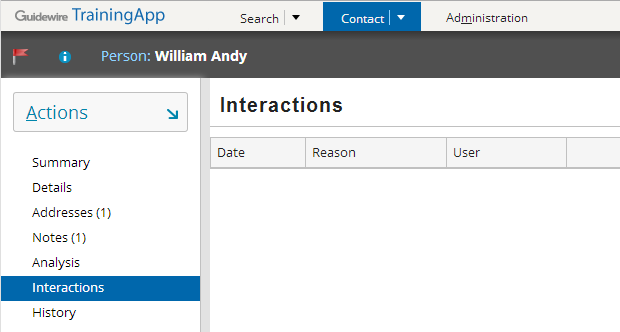 Guidewire TrainingApp Search Contact Administration
Person: William Andy
Actions
Interactions
Date Reason User
Summary
Details
Addresses (1)
Notes (1)
Analysis
Interactions
History